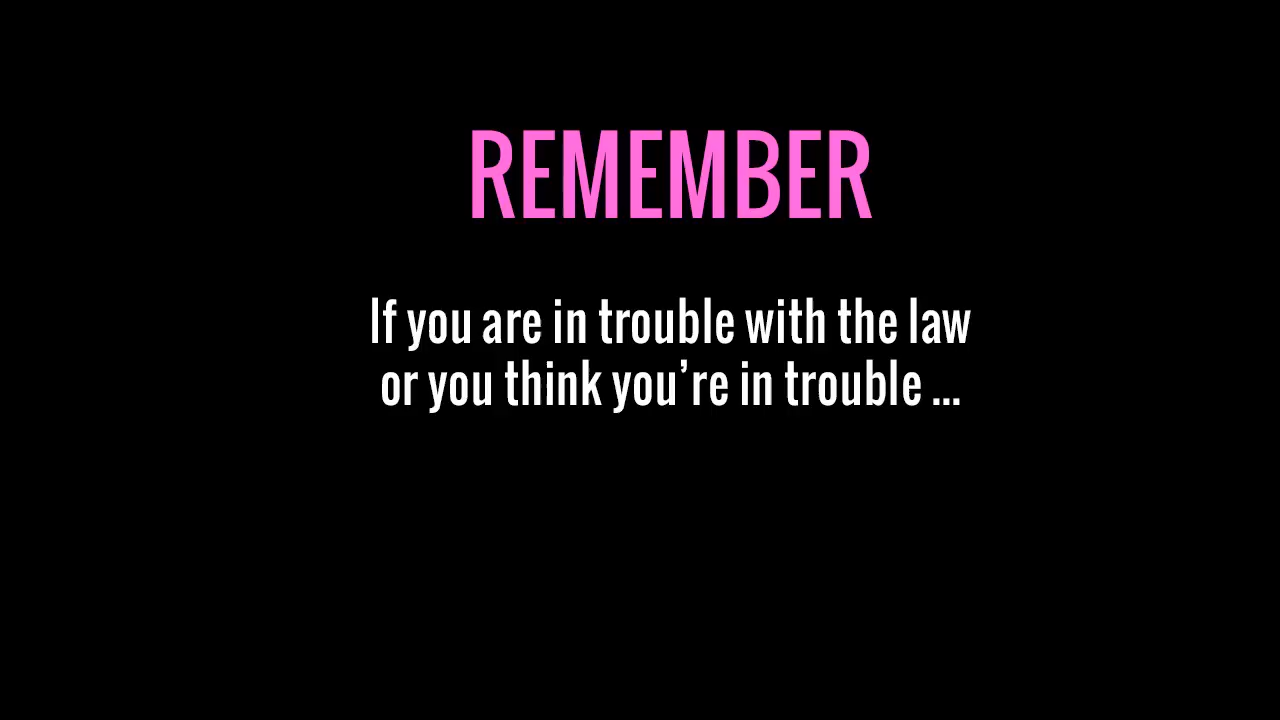 REMEMBER
If you are in trouble with the law
or you think you’re in trouble ...